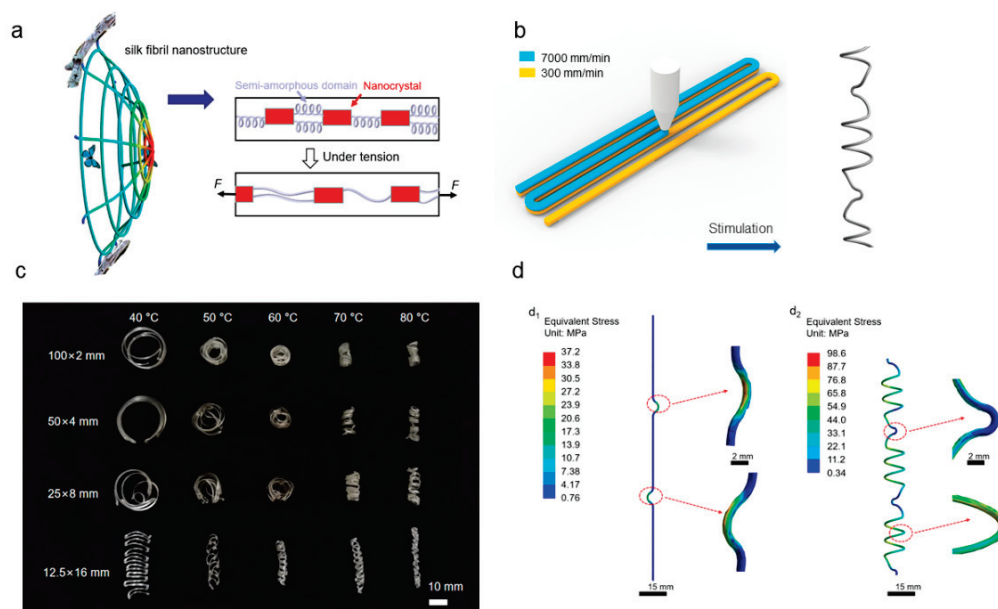 a
silk fibril nanostructure
Semi-amorphous domain
Nanocrystal
Under tension
F
F
b
7000 mm/min
300 mm/min
Stimulation
c
40 °C 50 °C 60 °C 70 °C 80 °C
100×2 mm
50×4 mm
25×8 mm
12.5×16 mm
10 mm
d
d1
Equivalent Stress
Unit: MPa
37.2
33.8
30.5
27.2
23.9
20.6
17.3
13.9
10.7
7.38
4.17
0.76
2 mm
15 mm
d2
Equivalent Stress
Unit: MPa
98.6
87.7
76.8
65.8
54.9
44.0
33.1
22.1
11.2
0.34
2 mm
15 mm